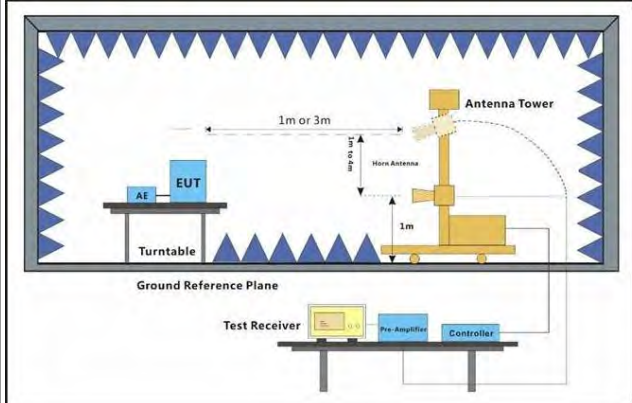 Antenna Tower
1m or 3m
1m to 4m
Horn Antenna
EUT
AE
1m
Turntable
Ground Reference Plane
Test Receiver
Pre-Amplifier
Controller